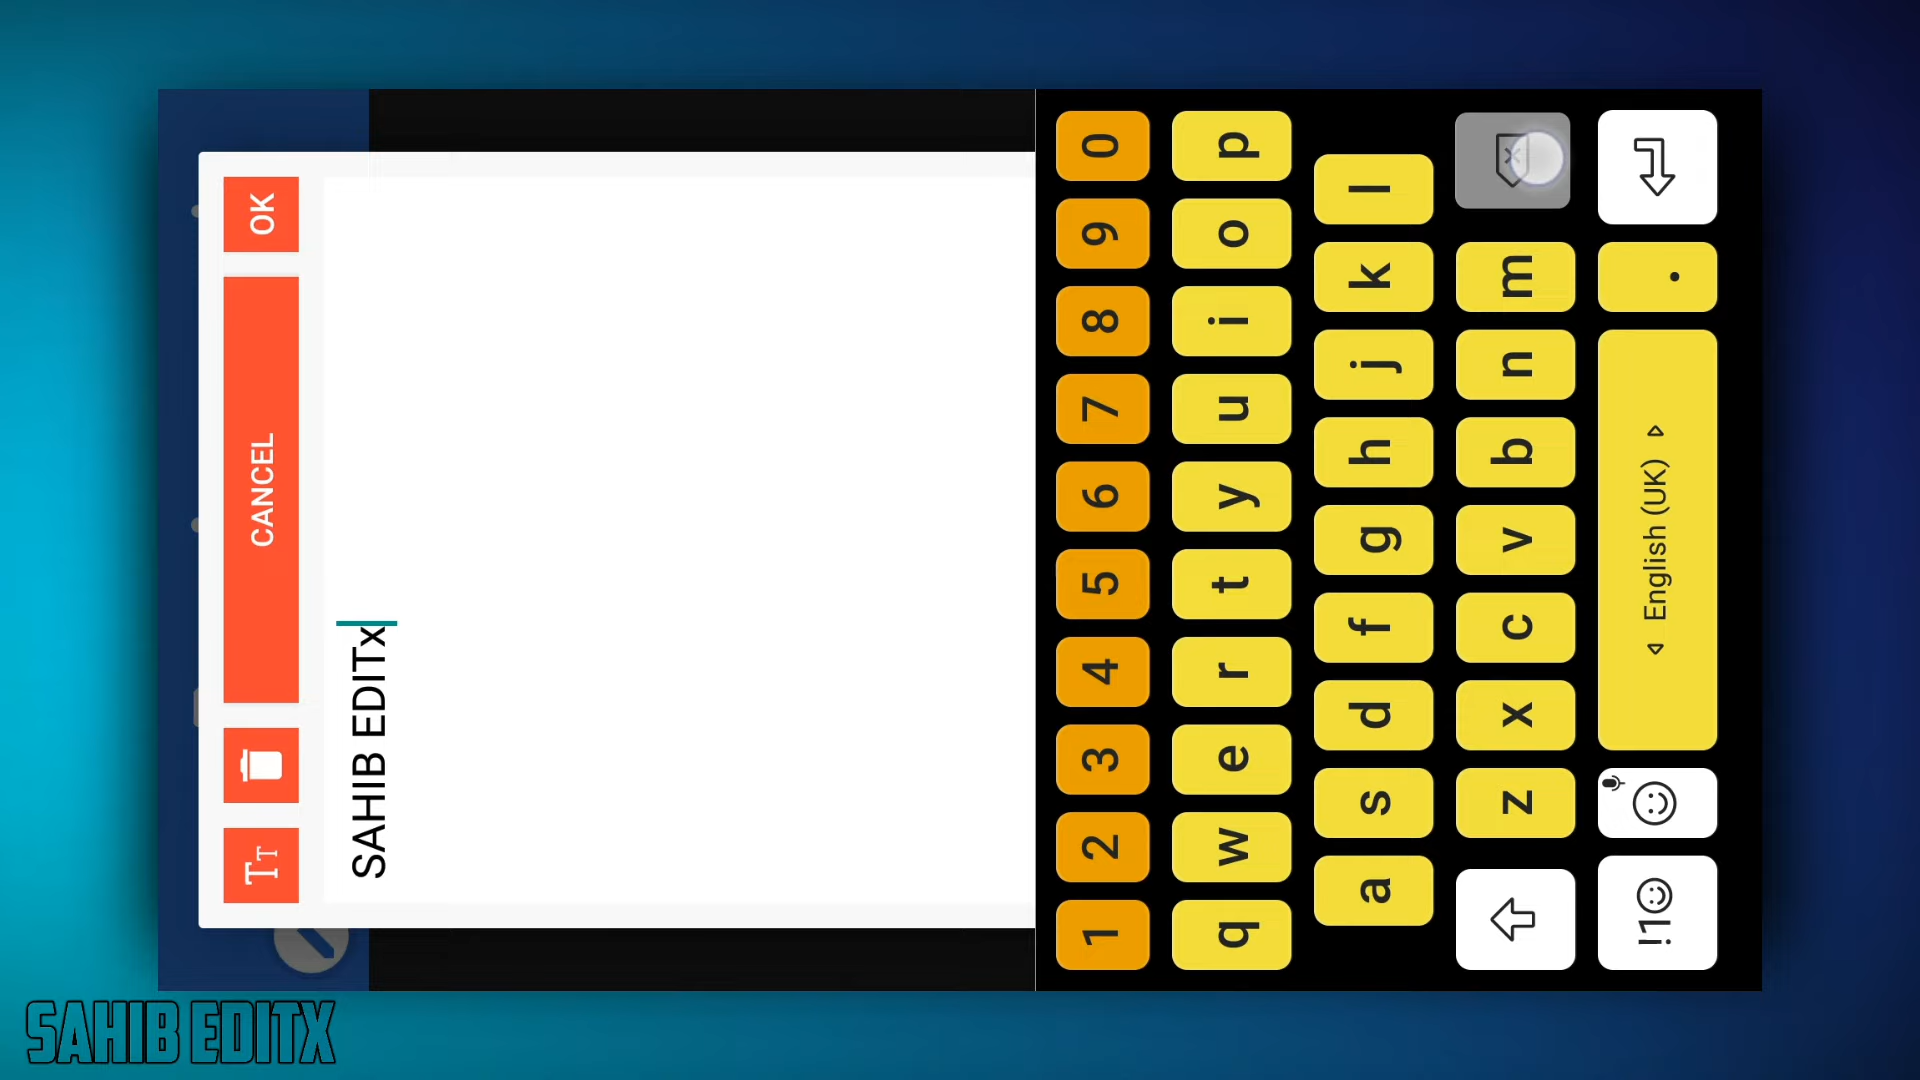 SAHIB EDITx
Tт
CANCEL
OK
1 2 3 4 5 6 7 8 9 0
q w e r t y u i o p
a s d f g h j k l
z x c v b n m
!1☺
English (UK)
.
SAHIB EDITX